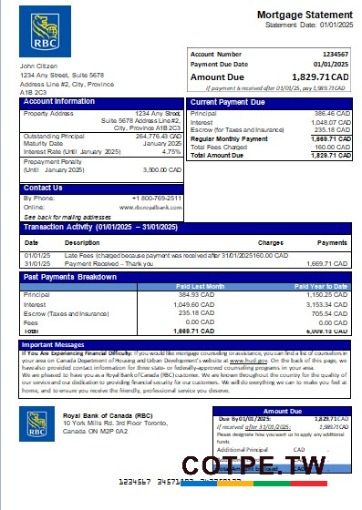 Mortgage Statement
Statement Date: 01/01/2025
RBC
John Citizen
1234 Any Street, Suite 5678
Address Line#2, City, Province
A1B 2C3
Account Number 1234567
Payment Due Date 01/01/2025
Amount Due 1,829.71CAD
If payment is received after 01/01/25, pay 1,989.71CAD
Account Information
Property Address 1234 Any Street,
Suite 5678 Address Line#2,
City, Province C1A 2C3
Outstanding Principal 264,776.43 CAD
Maturity Date January 2025
Interest Rate (Until January 2025) 4.75%
Prepayment Penalty
(Until January 2025) 3,500.00 CAD
Current Payment Due
Principal 386.46 CAD
Interest 1,048.07 CAD
Escrow (for Taxes and Insurance) 235.18 CAD
Regular Monthly Payment 1,669.71 CAD
Total Fees Charged 160.00 CAD
Total Amount Due 1,829.71 CAD
Contact Us
By Phone: +1 800-769-2511
Online: www.rbcroyalbank.com
See back for mailing addresses
Transaction Activity (01/01/2025 – 31/01/2025)
Date Description Charges Payments
01/01/25 Late Fees (charged because payment was received after 31/01/2025160.00 CAD
31/01/25 Payment Received – Thank you 1,669.71 CAD
Past Payments Breakdown
Paid Last Month Paid Year to Date
Principal 384.93 CAD 1,150.25 CAD
Interest 1,049.60 CAD 3,153.34 CAD
Escrow (Taxes and Insurance) 235.18 CAD 705.54 CAD
Fees 0.00 CAD 0.00 CAD
Total 1,669.71 CAD
Important Messages
If You Are Experiencing Financial Difficulty: If you would like mortgage counseling or assistance, you can find a list of counselors in
your area on Canada Department of Housing and Urban Development's website at www.hud.gov. On the back of this page, we
have also provided contact information for three state- or federally-approved counseling programs in your area.
We are pleased to have you as Royal Bank of Canada (RBC) customer. We are known throughout the country for the quality of
our service and our dedication to providing financial security for our customers. We will do everything we can to make you feel at
home, and to ensure you receive the friendly, professional service you deserve.
RBC
Royal Bank of Canada (RBC)
10 York Mills Rd. 3rd Floor Toronto,
Canada ON M2P 0A2
Amount Due
Due By01/01/2025: 1,829.71CAD
If received after 31/01/2025: 1,989.71CAD
Please designate how you want us to apply any additional
funds.
Additional Principal CAD
COTPE.TW
1234567